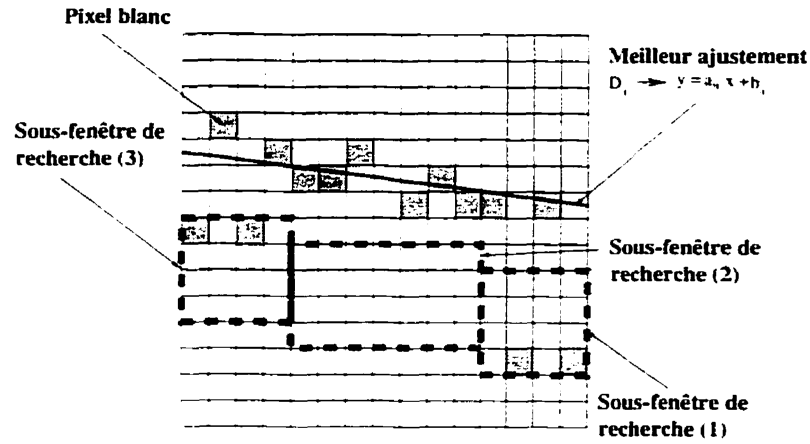 Pixel blanc
Meilleur ajustement
Sous-fenêtre de
recherche (3)
Sous-fenêtre de
recherche (2)
Sous-fenêtre de
recherche (1)